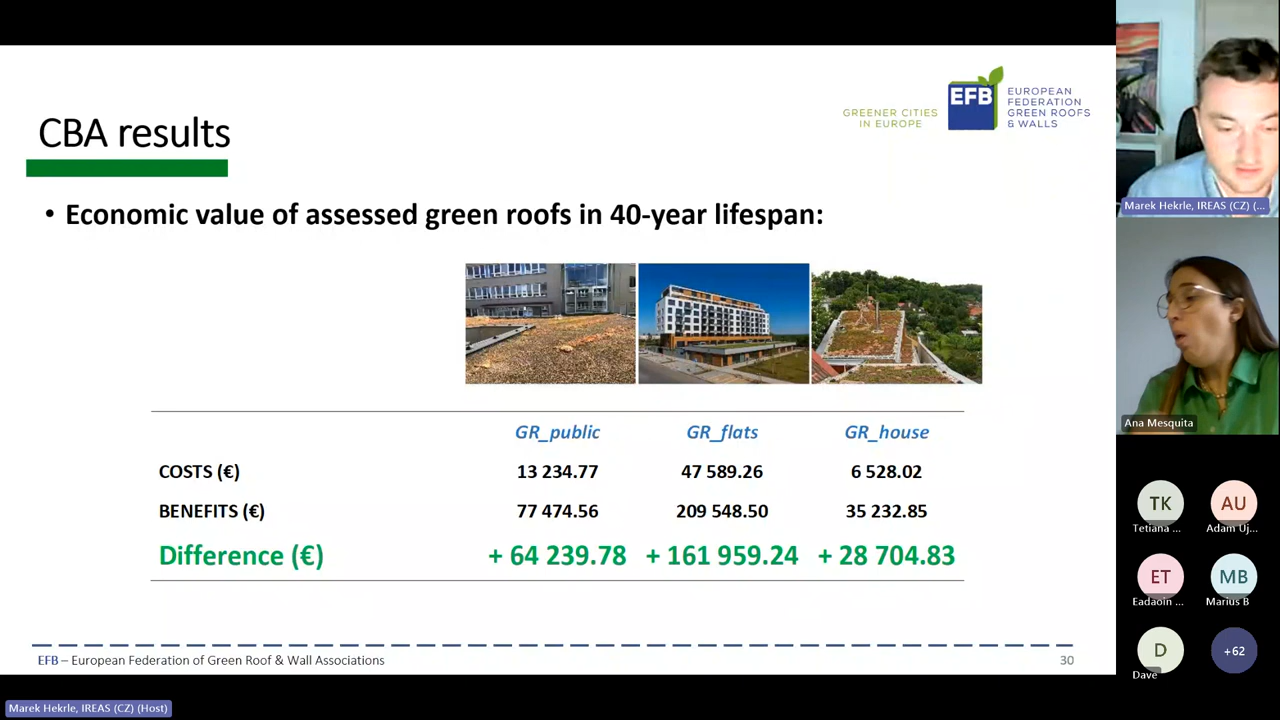 CBA results
GREENER CITIES
IN EUROPE
EFB
EUROPEAN
FEDERATION
GREEN ROOFS
& WALLS
• Economic value of assessed green roofs in 40-year lifespan:
GR_public GR_flats GR_house
COSTS (€) 13 234.77 47 589.26 6 528.02
BENEFITS (€) 77 474.56 209 548.50 35 232.85
Difference (€) + 64 239.78 + 161 959.24 + 28 704.83
EFB – European Federation of Green Roof & Wall Associations
30
Marek Hekrle, IREAS (CZ) (Host)
Marek Hekrle, IREAS (CZ) (...
Ana Mesquita
TK
Tetiana ...
AU
Adam Uj...
ET
Eadaoin ...
MB
Marius B
D
Dave
+62